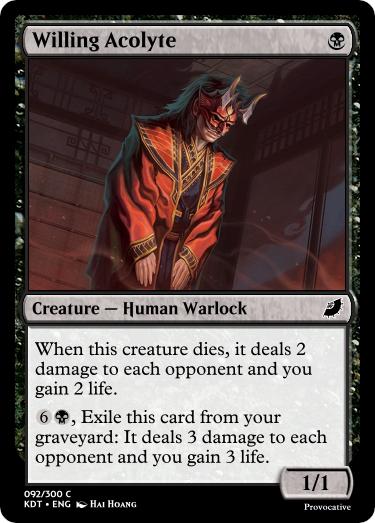 Willing Acolyte
Creature — Human Warlock
When this creature dies, it deals 2
damage to each opponent and you
gain 2 life.
6, Exile this card from your
graveyard: It deals 3 damage to each
opponent and you gain 3 life.
1/1
092/300 C
KDT • ENG Hai Hoang
Provocative